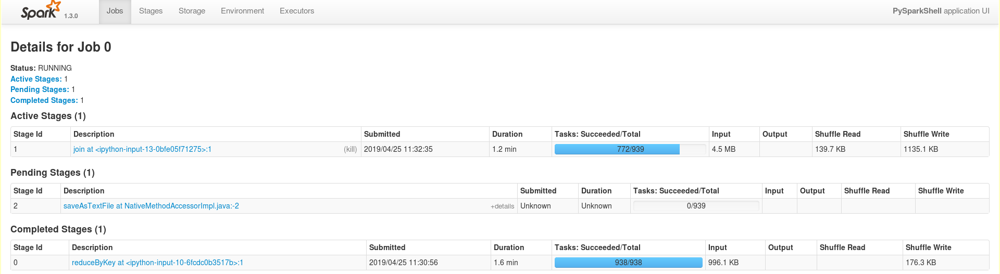 Spark 1.3.0 Jobs Stages Storage Environment Executors PySparkShell application UI
Details for Job 0
Status: RUNNING
Active Stages: 1
Pending Stages: 1
Completed Stages: 1
Active Stages (1)
Stage Id Description Submitted Duration Tasks: Succeeded/Total Input Output Shuffle Read Shuffle Write
1 join at <ipython-input-13-0bfe05f71275>:1 (kill) 2019/04/25 11:32:35 1.2 min 772/939 4.5 MB 139.7 KB 1135.1 KB
Pending Stages (1)
Stage Id Description Submitted Duration Tasks: Succeeded/Total Input Output Shuffle Read Shuffle Write
2 saveAsTextFile at NativeMethodAccessorImpl.java:-2 +details Unknown Unknown 0/939
Completed Stages (1)
Stage Id Description Submitted Duration Tasks: Succeeded/Total Input Output Shuffle Read Shuffle Write
0 reduceByKey at <ipython-input-10-6fcdc0b3517b>:1 2019/04/25 11:30:56 1.6 min 938/938 996.1 KB 176.3 KB